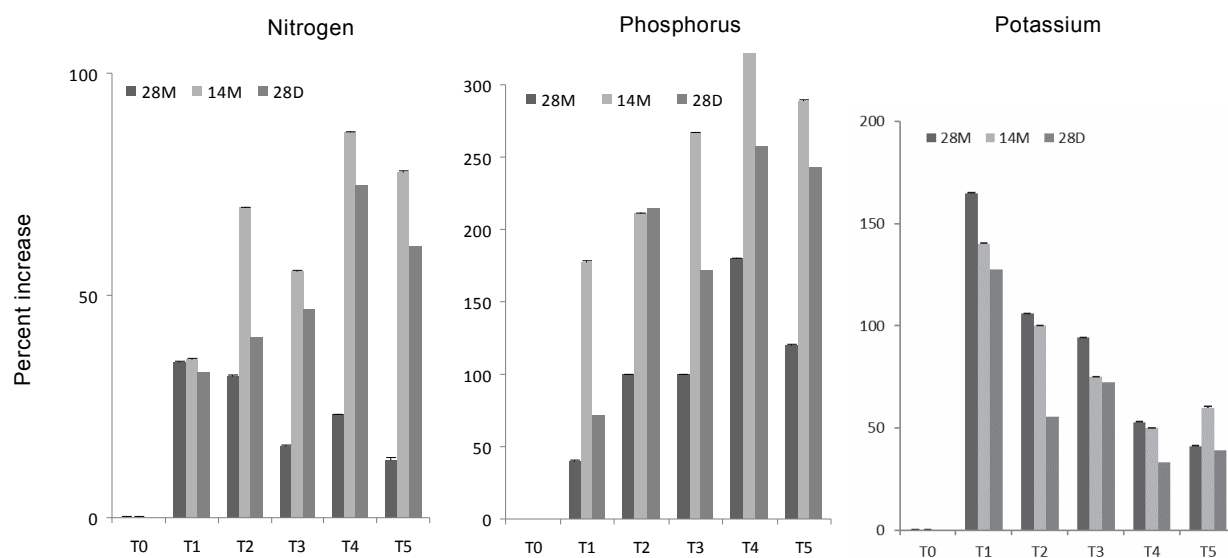 Nitrogen
Phosphorus
Potassium
Percent increase
100
50
0
28M 14M 28D
T0 T1 T2 T3 T4 T5
300
250
200
150
100
50
0
28M 14M 28D
T0 T1 T2 T3 T4 T5
200
150
100
50
0
28M 14M 28D
T0 T1 T2 T3 T4 T5